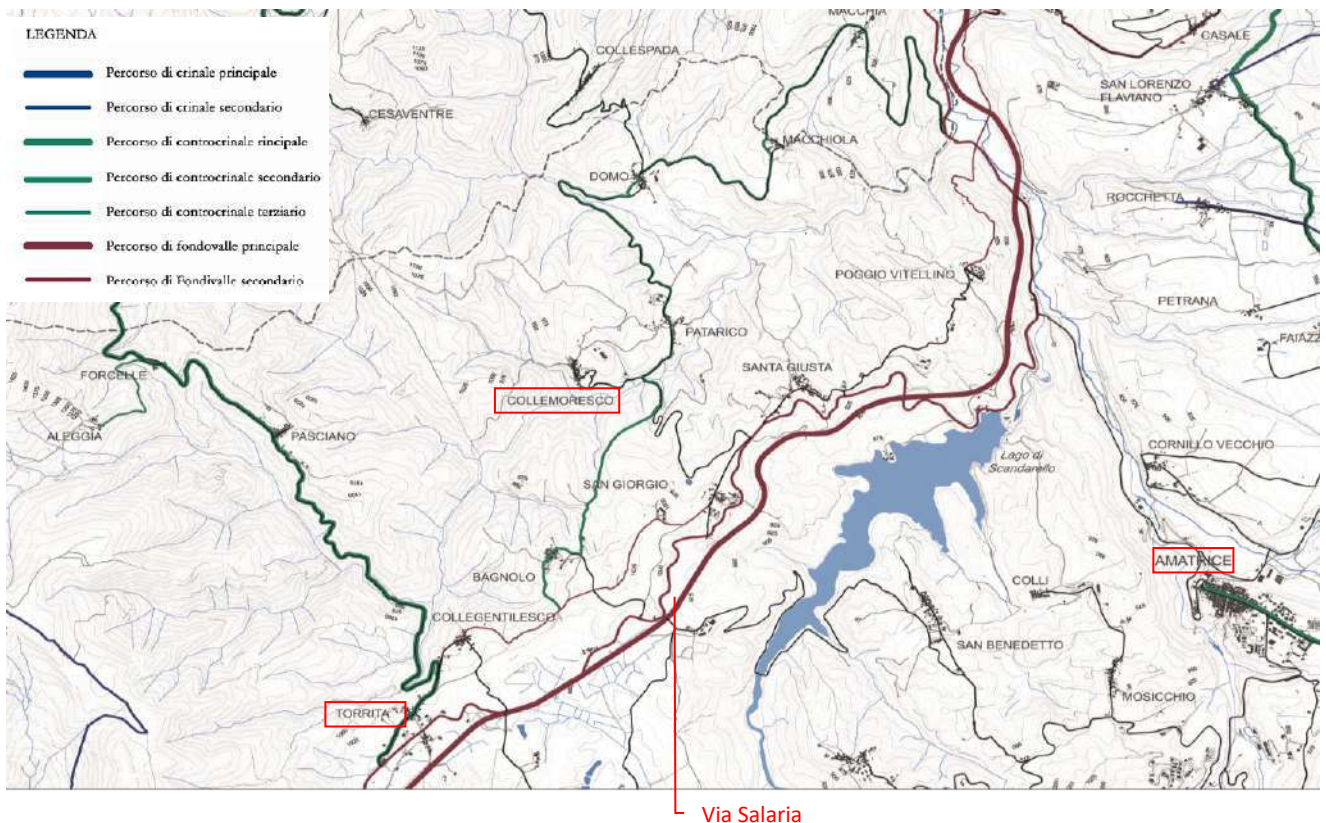 LEGENDA
Percorso di crinale principale
Percorso di crinale secondario
Percorso di controcrinale rincipale
Percorso di controcrinale secondario
Percorso di controcrinale terziario
Percorso di fondovalle principale
Percorso di Fondivalle secondario
MACCHIA
CASALE
COLLESPADA
SAN LORENZO
FLAVIANO
CESAVENTRE
MACCHIOLA
DOMO
ROCCHETTA
POGGIO VITELLINO
PETRANA
PATARICO
FAIAZZ
FORCELLE
SANTA GIUSTA
COLLEMORESCO
ALEGGIA
PASCIANO
CORNILLO VECCHIO
Lago di
Scandarello
SAN GIORGIO
AMATRICE
BAGNOLO
COLLI
COLLEGENTILESCO
SAN BENEDETTO
MOSICCHIO
TORRITA
Via Salaria